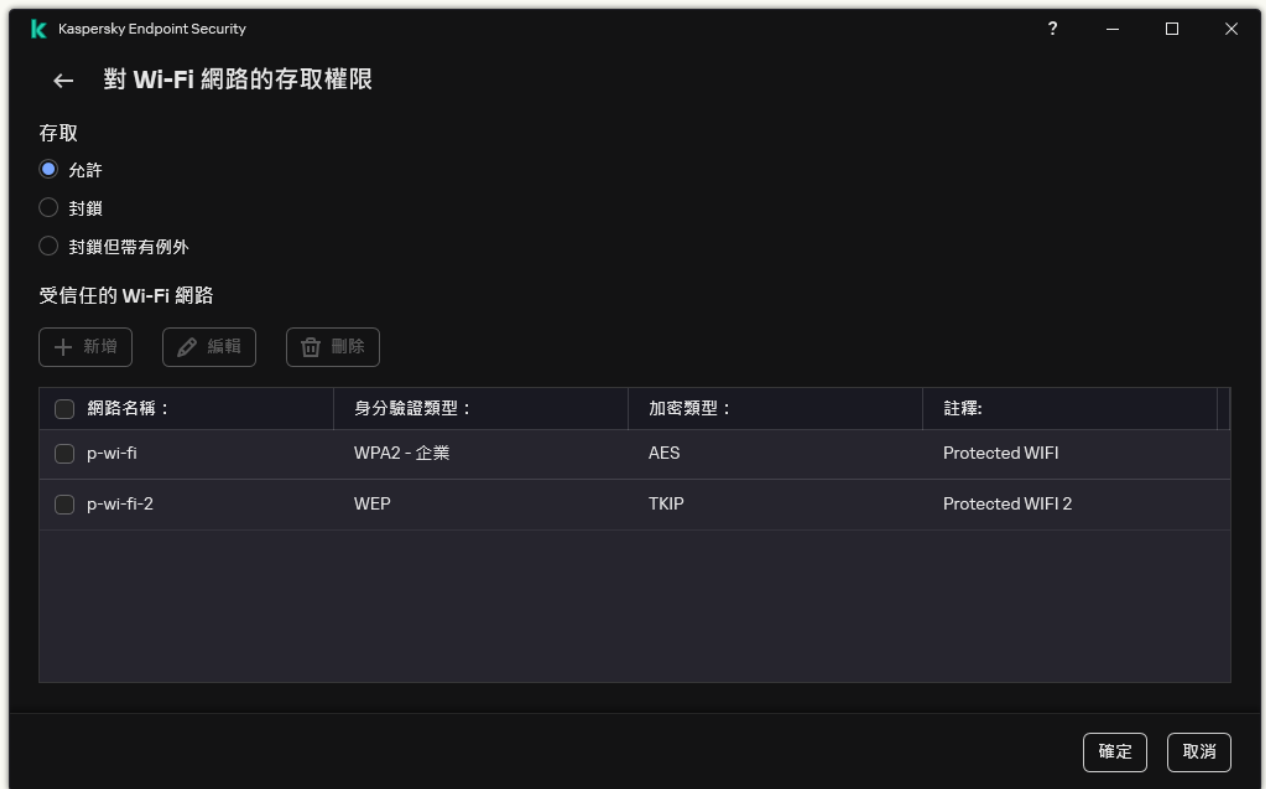 Kaspersky Endpoint Security ?
對 Wi-Fi 網路的存取權限
存取
允許
封鎖
封鎖但帶有例外
受信任的 Wi-Fi 網路
新增 編輯 刪除
網路名稱： 身分驗證類型： 加密類型： 註釋:
p-wi-fi WPA2 - 企業 AES Protected WIFI
p-wi-fi-2 WEP TKIP Protected WIFI 2
確定 取消